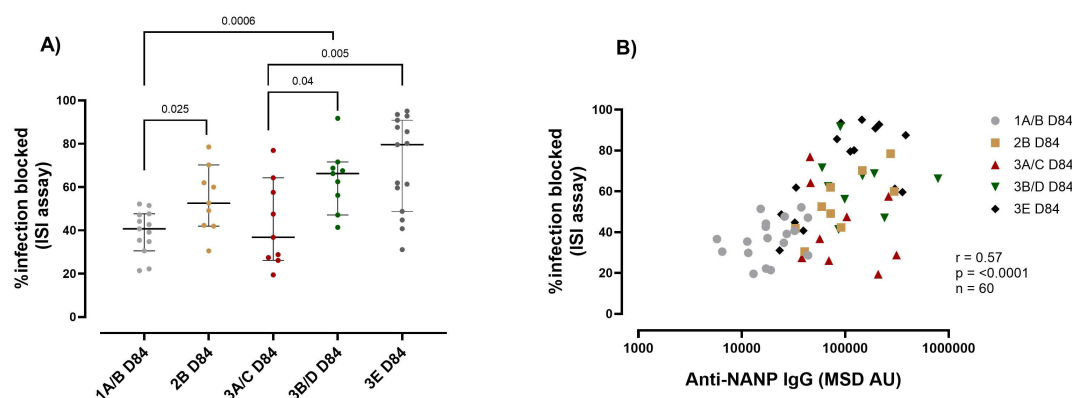 A)
0.0006
0.005
0.04
0.025
%infection blocked
(ISI assay)
100
80
60
40
20
0
1A/B D84
2B D84
3A/C D84
3B/D D84
3E D84
B)
%infection blocked
(ISI assay)
100
80
60
40
20
0
1000
10000
100000
1000000
Anti-NANP IgG (MSD AU)
1A/B D84
2B D84
3A/C D84
3B/D D84
3E D84
r = 0.57
p = <0.0001
n = 60